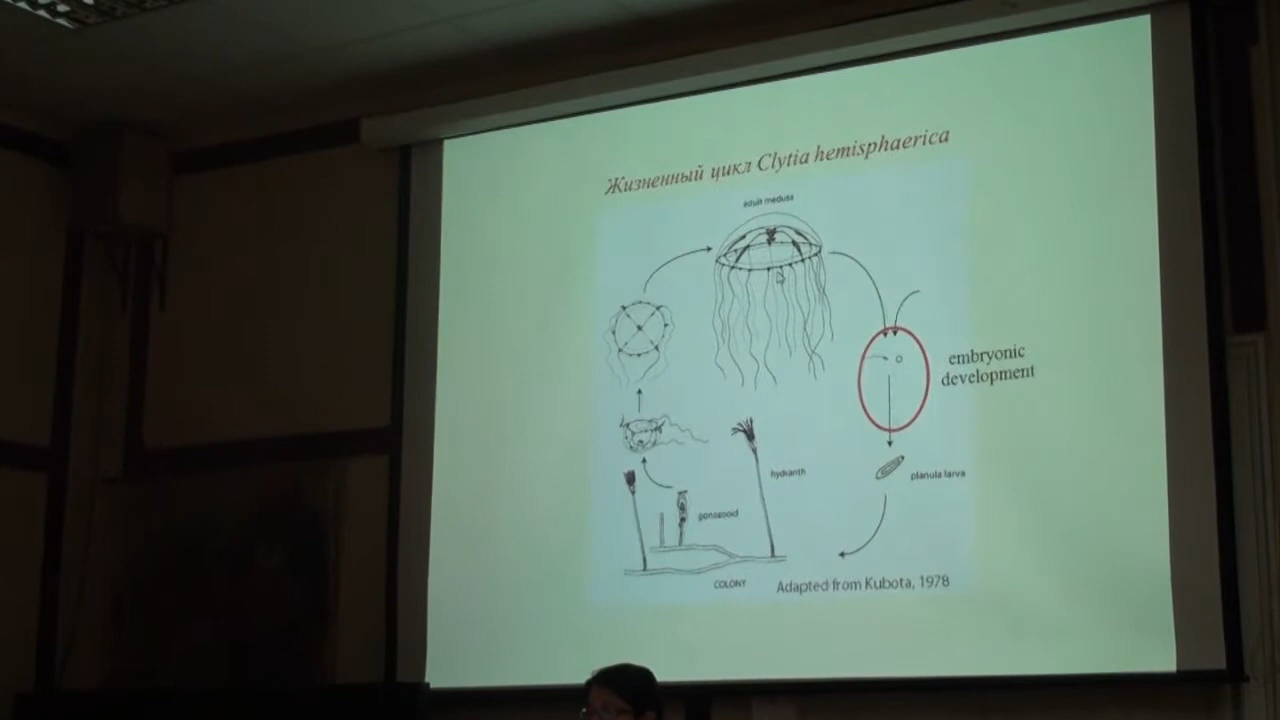 Жизненный цикл Clytia hemisphaerica
adult medusa
embryonic
development
hydranth
planula larva
gonozooid
COLONY
Adapted from Kubota, 1978